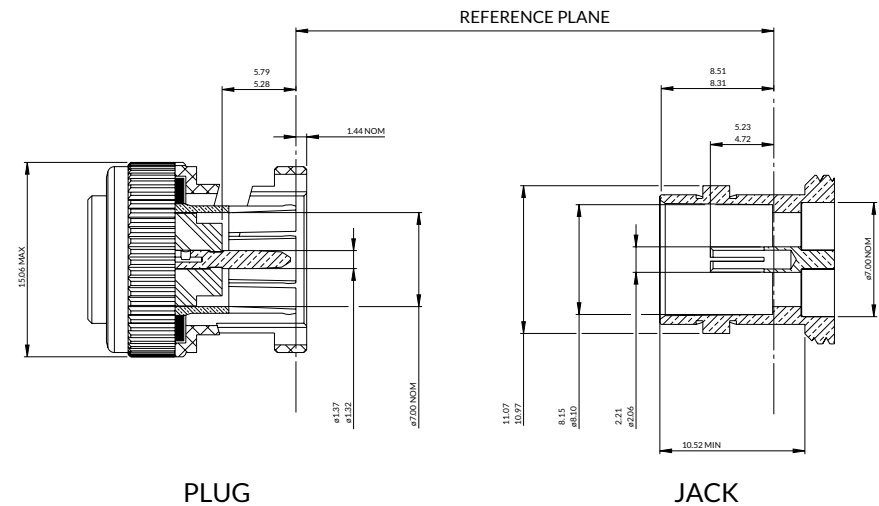 REFERENCE PLANE
5.79
5.28
1.44 NOM
8.51
8.31
5.23
4.72
15.06 MAX
ø1.37
ø1.32
ø7.00 NOM
11.07
10.97
8.15
ø8.10
2.21
ø2.06
ø7.00 NOM
10.52 MIN
PLUG
JACK